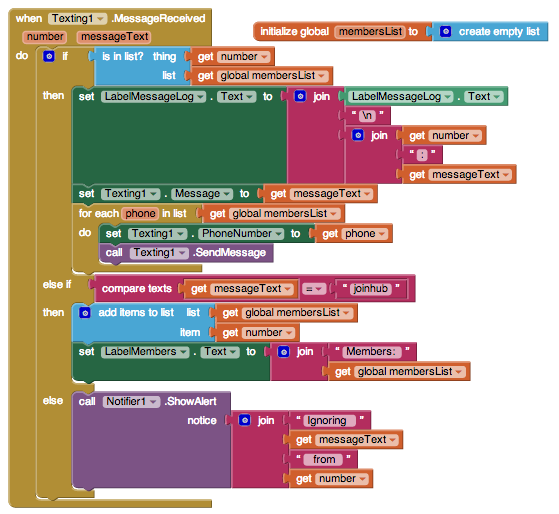 when Texting1 .MessageReceived
number messageText
initialize global membersList to create empty list
do if is in list? thing get number
list get global membersList
then set LabelMessageLog . Text to join LabelMessageLog . Text
" \n "
join get number
" : "
get messageText
set Texting1 . Message to get messageText
for each phone in list get global membersList
do set Texting1 . PhoneNumber to get phone
call Texting1 .SendMessage
else if compare texts get messageText = " joinhub "
then add items to list list get global membersList
item get number
set LabelMembers . Text to join " Members: "
get global membersList
else call Notifier1 .ShowAlert
notice join " Ignoring "
get messageText
" from "
get number